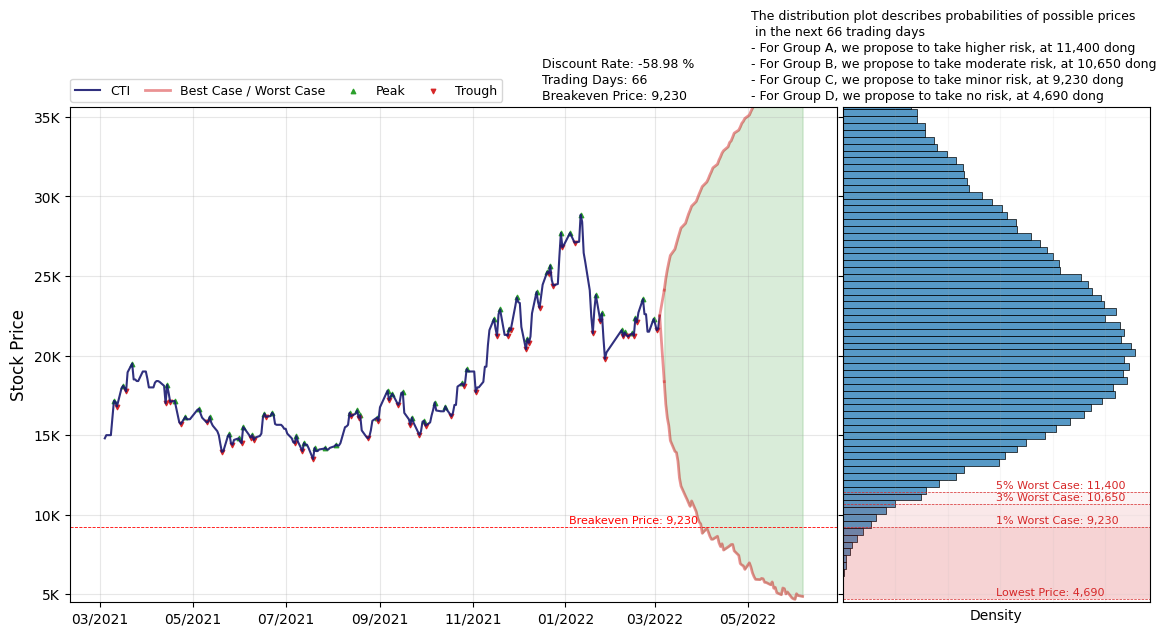 The distribution plot describes probabilities of possible prices
in the next 66 trading days
- For Group A, we propose to take higher risk, at 11,400 dong
- For Group B, we propose to take moderate risk, at 10,650 dong
- For Group C, we propose to take minor risk, at 9,230 dong
- For Group D, we propose to take no risk, at 4,690 dong
Discount Rate: -58.98 %
Trading Days: 66
Breakeven Price: 9,230
CTI
Best Case / Worst Case
Peak
Trough
Stock Price
35K
30K
25K
20K
15K
10K
5K
Breakeven Price: 9,230
03/2021
05/2021
07/2021
09/2021
11/2021
01/2022
03/2022
05/2022
5% Worst Case: 11,400
3% Worst Case: 10,650
1% Worst Case: 9,230
Lowest Price: 4,690
Density